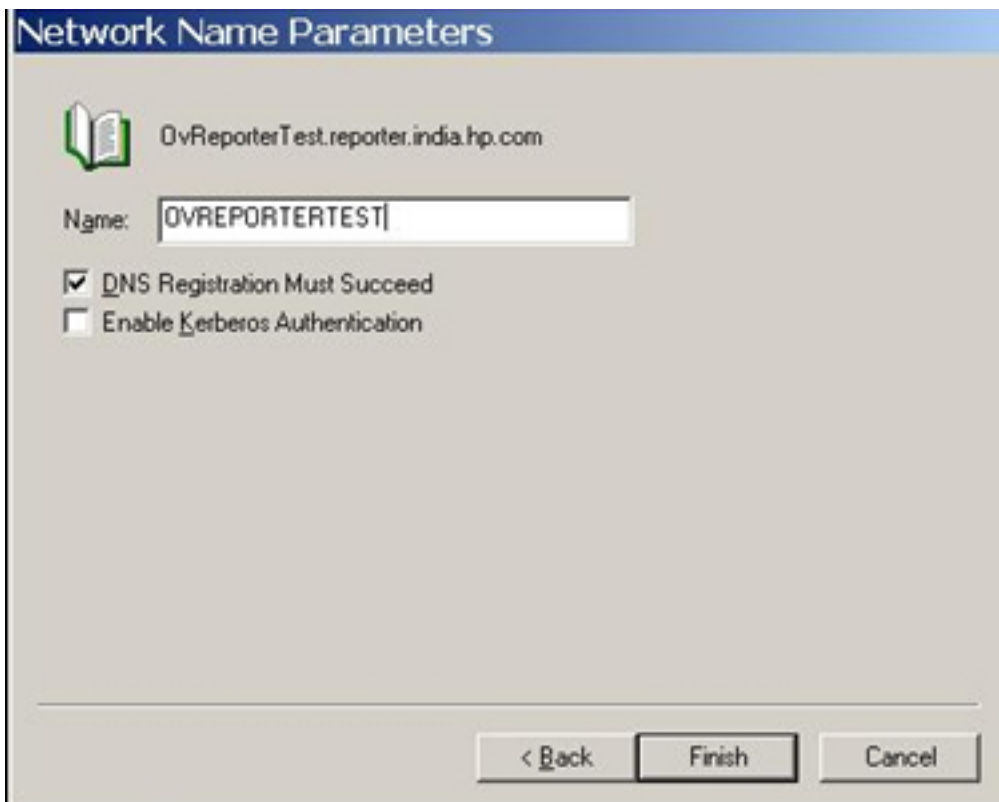 Network Name Parameters
OvReporterTest.reporter.india.hp.com
Name: OVREPORTERTEST
DNS Registration Must Succeed
Enable Kerberos Authentication
< Back Finish Cancel